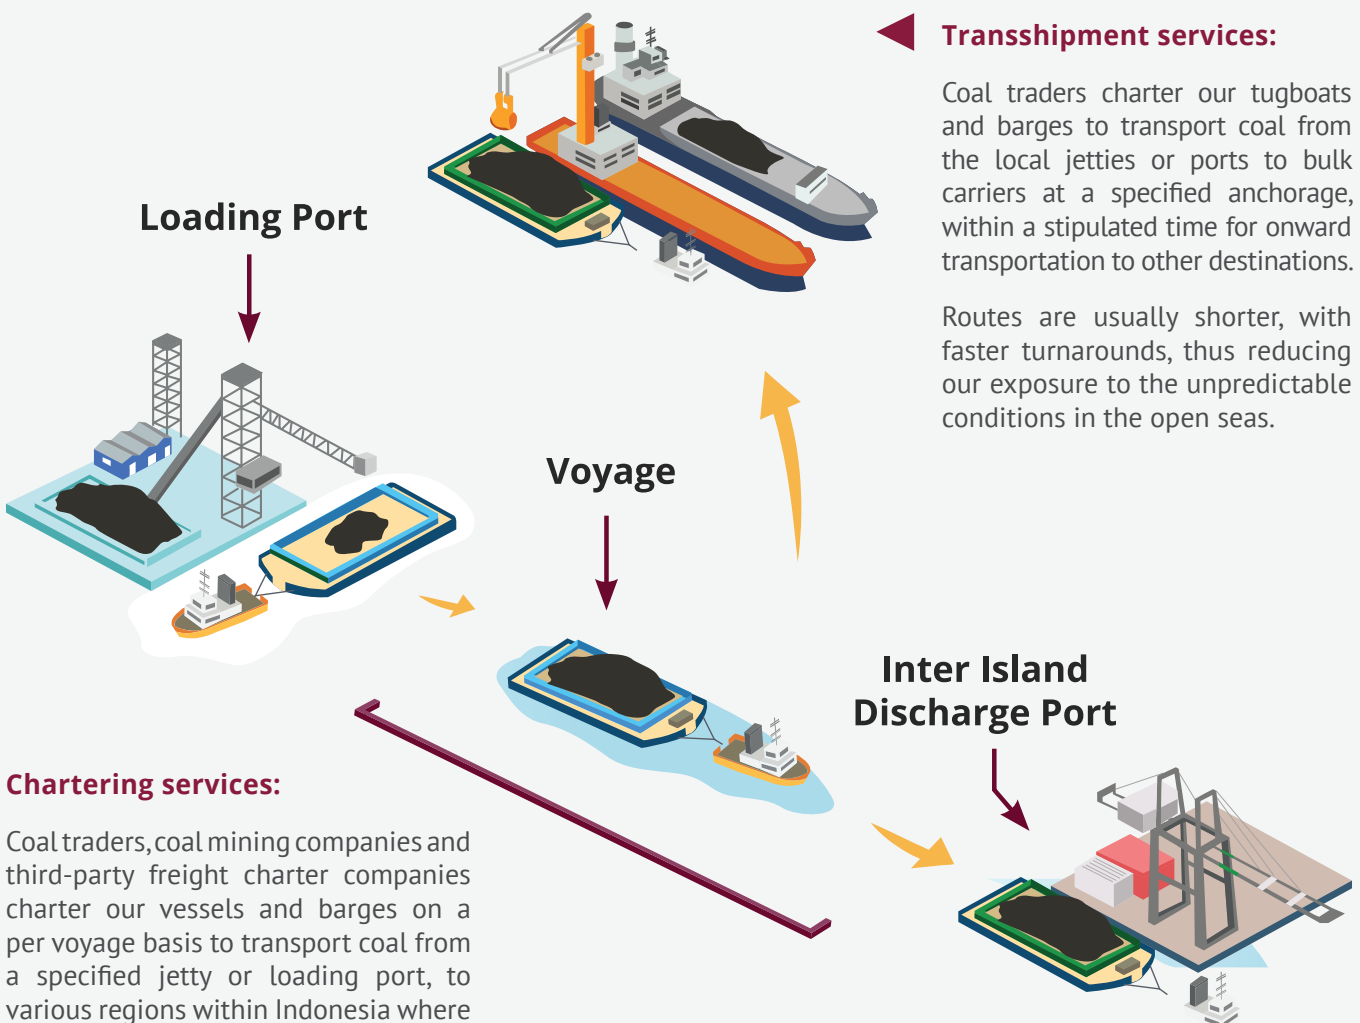 Transshipment services:
Coal traders charter our tugboats
and barges to transport coal from
the local jetties or ports to bulk
carriers at a specified anchorage,
within a stipulated time for onward
transportation to other destinations.
Routes are usually shorter, with
faster turnarounds, thus reducing
our exposure to the unpredictable
conditions in the open seas.
Loading Port
Voyage
Inter Island
Discharge Port
Chartering services:
Coal traders, coal mining companies and
third-party freight charter companies
charter our vessels and barges on a
per voyage basis to transport coal from
a specified jetty or loading port, to
various regions within Indonesia where